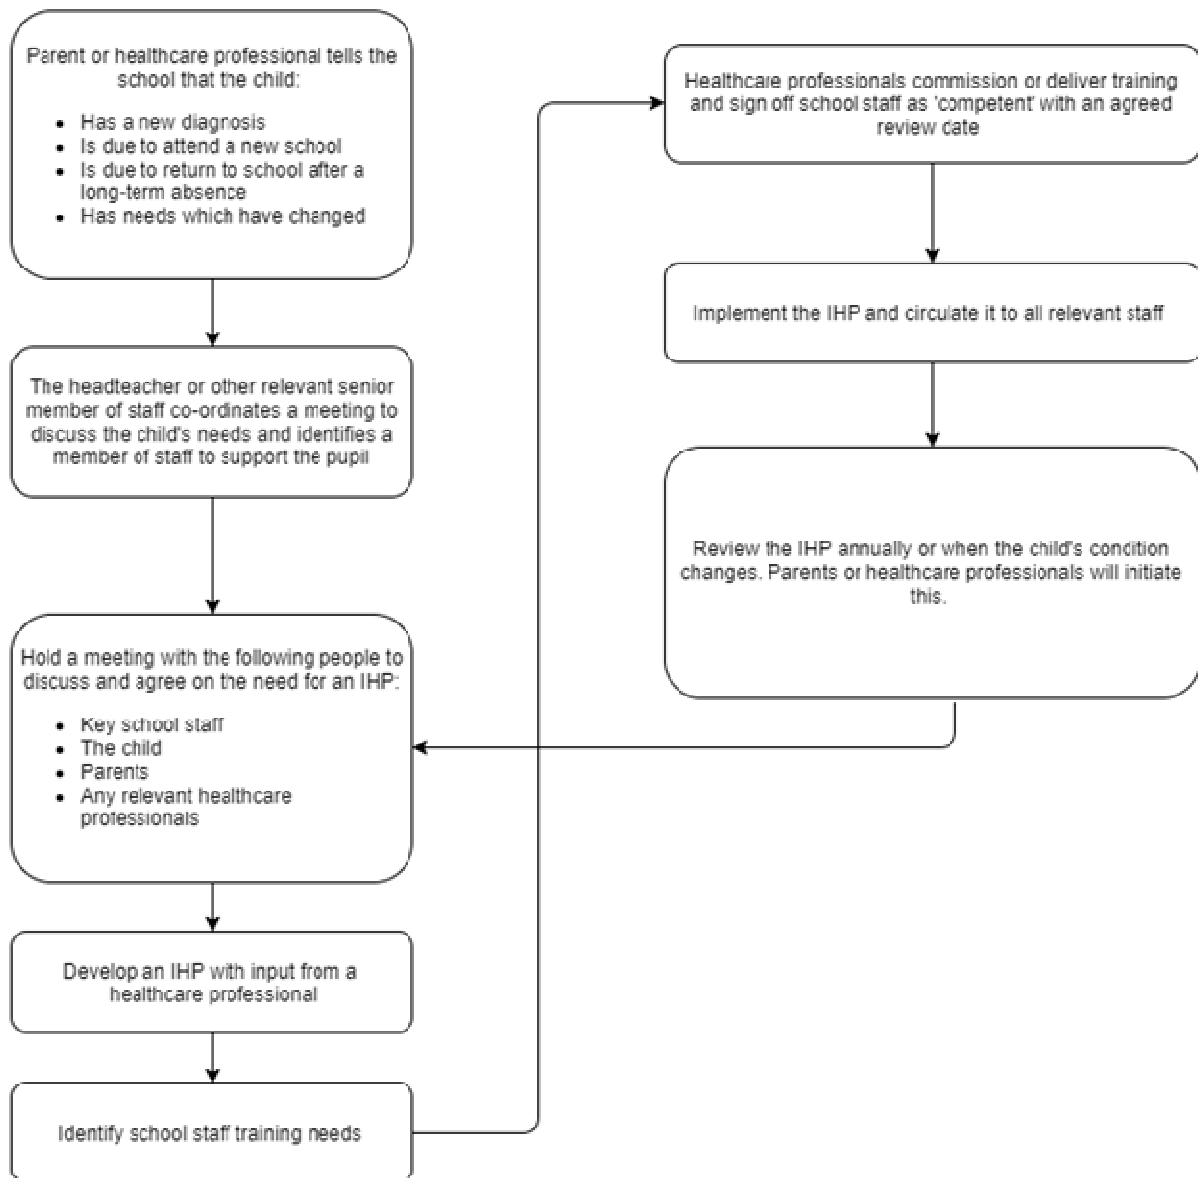 Parent or healthcare professional tells the
school that the child:
• Has a new diagnosis
• Is due to attend a new school
• Is due to return to school after a
long-term absence
• Has needs which have changed
The headteacher or other relevant senior
member of staff co-ordinates a meeting to
discuss the child's needs and identifies a
member of staff to support the pupil
Hold a meeting with the following people to
discuss and agree on the need for an IHP:
• Key school staff
• The child
• Parents
• Any relevant healthcare
professionals
Develop an IHP with input from a
healthcare professional
Identify school staff training needs
Healthcare professionals commission or deliver training
and sign off school staff as 'competent' with an agreed
review date
Implement the IHP and circulate it to all relevant staff
Review the IHP annually or when the child's condition
changes. Parents or healthcare professionals will initiate
this.